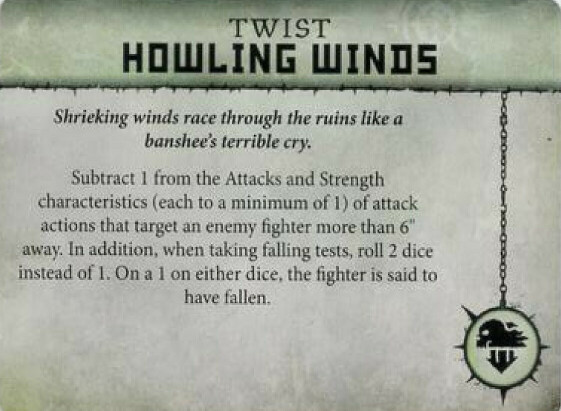 TWIST
HOWLING WINDS
Shrieking winds race through the ruins like a
banshee's terrible cry.
Subtract 1 from the Attacks and Strength
characteristics (each to a minimum of 1) of attack
actions that target an enemy fighter more than 6"
away. In addition, when taking falling tests, roll 2 dice
instead of 1. On a 1 on either dice, the fighter is said to
have fallen.